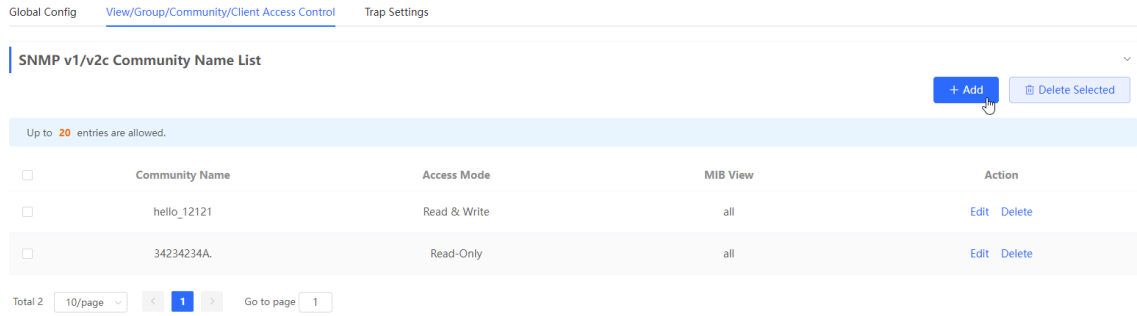 Global Config View/Group/Community/Client Access Control Trap Settings
SNMP v1/v2c Community Name List
+ Add Delete Selected
Up to 20 entries are allowed.
Community Name Access Mode MIB View Action
hello_12121 Read & Write all Edit Delete
34234234A. Read-Only all Edit Delete
Total 2 10/page < 1 > Go to page 1